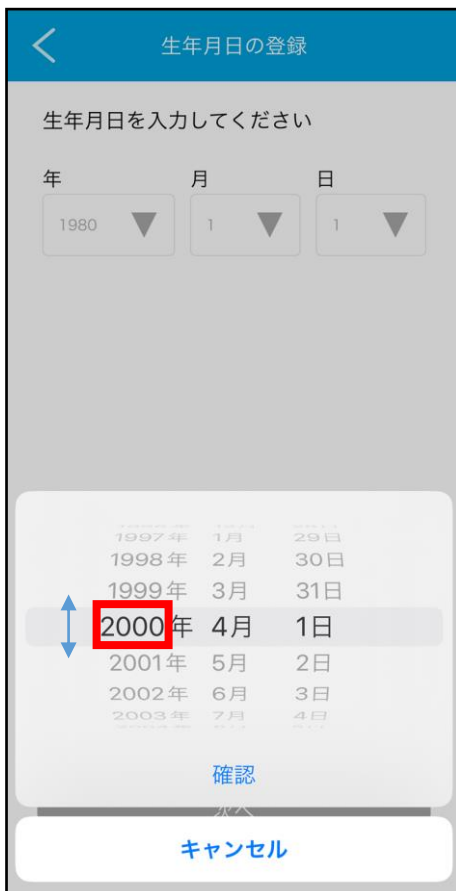 生年月日の登録
生年月日を入力してください
年 月 日
1980 1 1
1997年 1月 29日
1998年 2月 30日
1999年 3月 31日
2000年 4月 1日
2001年 5月 2日
2002年 6月 3日
2003年 7月 4日
確認
キャンセル